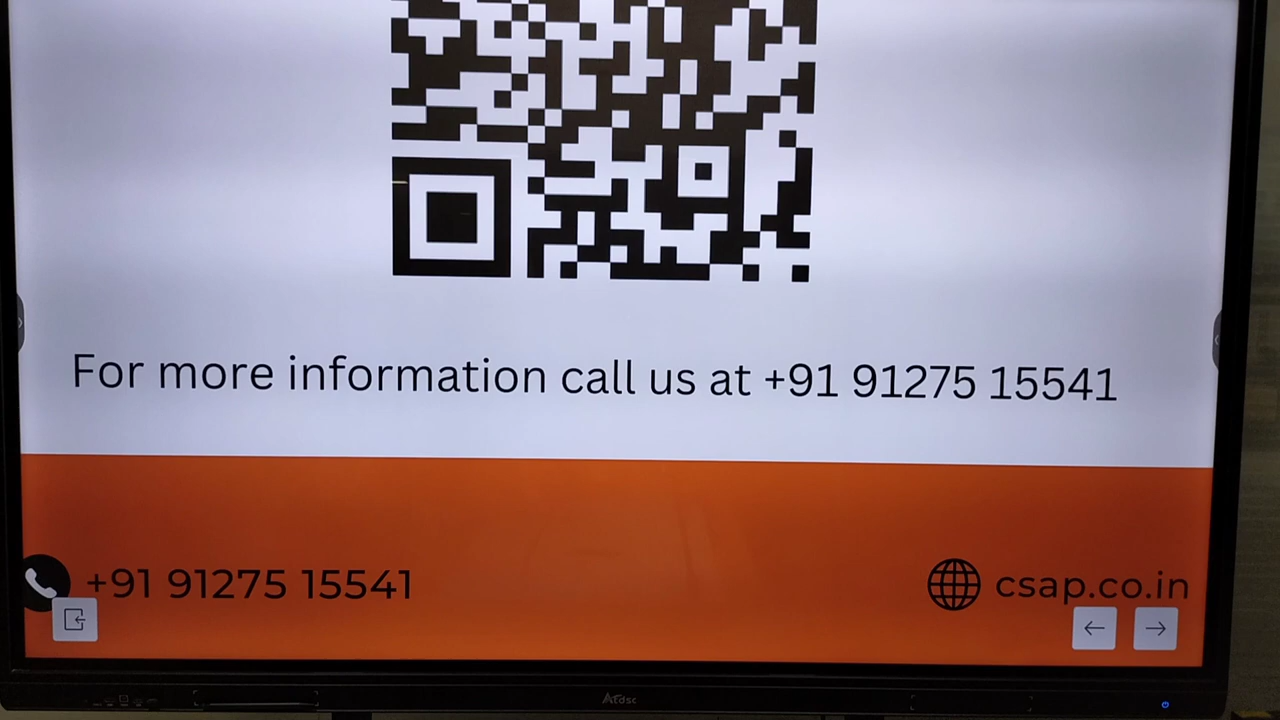 For more information call us at +91 91275 15541
+91 91275 15541
csap.co.in